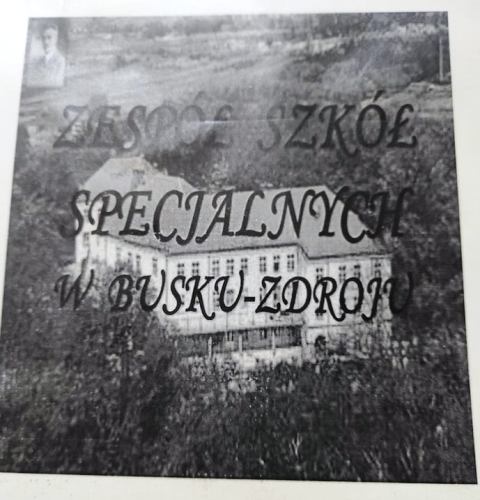 ZESPÓŁ SZKÓŁ
SPECJALNYCH
W BUSKU-ZDROJU